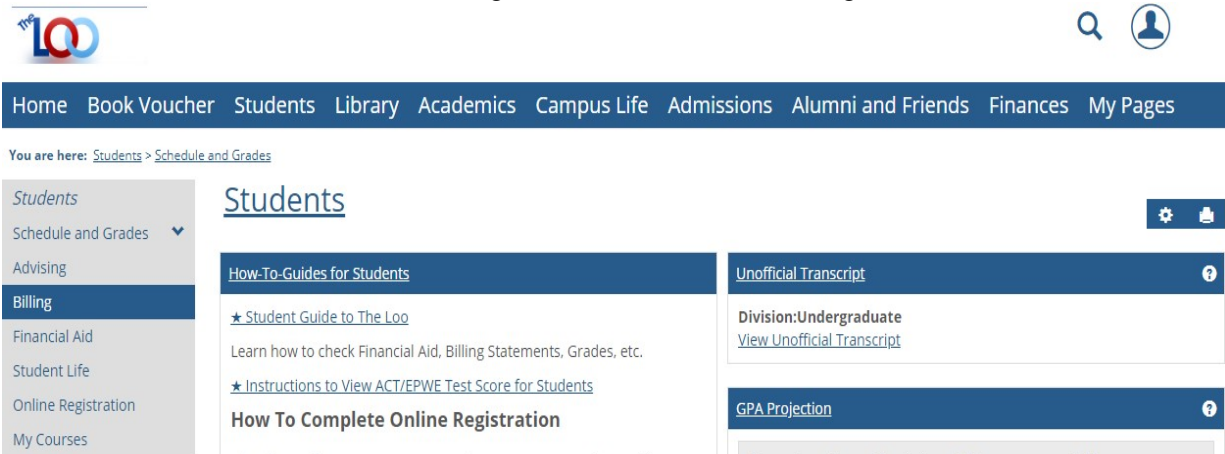 The LOO
Home Book Voucher Students Library Academics Campus Life Admissions Alumni and Friends Finances My Pages
You are here: Students > Schedule and Grades
Students
Schedule and Grades
Advising
Billing
Financial Aid
Student Life
Online Registration
My Courses
Students
How-To-Guides for Students
★ Student Guide to The Loo
Learn how to check Financial Aid, Billing Statements, Grades, etc.
★ Instructions to View ACT/EPWE Test Score for Students
How To Complete Online Registration
Unofficial Transcript
Division:Undergraduate
View Unofficial Transcript
GPA Projection